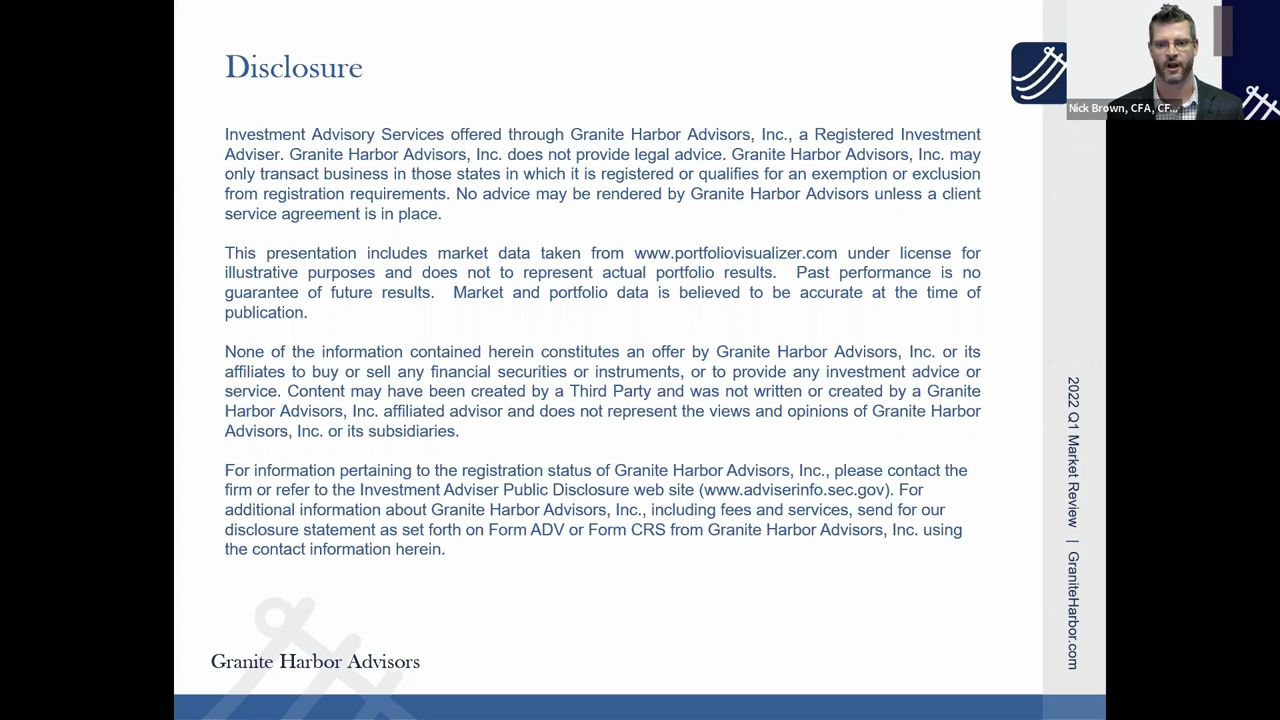 Disclosure
Investment Advisory Services offered through Granite Harbor Advisors, Inc., a Registered Investment
Adviser. Granite Harbor Advisors, Inc. does not provide legal advice. Granite Harbor Advisors, Inc. may
only transact business in those states in which it is registered or qualifies for an exemption or exclusion
from registration requirements. No advice may be rendered by Granite Harbor Advisors unless a client
service agreement is in place.
This presentation includes market data taken from www.portfoliovisualizer.com under license for
illustrative purposes and does not to represent actual portfolio results. Past performance is no
guarantee of future results. Market and portfolio data is believed to be accurate at the time of
publication.
None of the information contained herein constitutes an offer by Granite Harbor Advisors, Inc. or its
affiliates to buy or sell any financial securities or instruments, or to provide any investment advice or
service. Content may have been created by a Third Party and was not written or created by a Granite
Harbor Advisors, Inc. affiliated advisor and does not represent the views and opinions of Granite Harbor
Advisors, Inc. or its subsidiaries.
For information pertaining to the registration status of Granite Harbor Advisors, Inc., please contact the
firm or refer to the Investment Adviser Public Disclosure web site (www.adviserinfo.sec.gov). For
additional information about Granite Harbor Advisors, Inc., including fees and services, send for our
disclosure statement as set forth on Form ADV or Form CRS from Granite Harbor Advisors, Inc. using
the contact information herein.
Granite Harbor Advisors
Nick Brown, CFA, CF...
2022 Q1 Market Review | GraniteHarbor.com